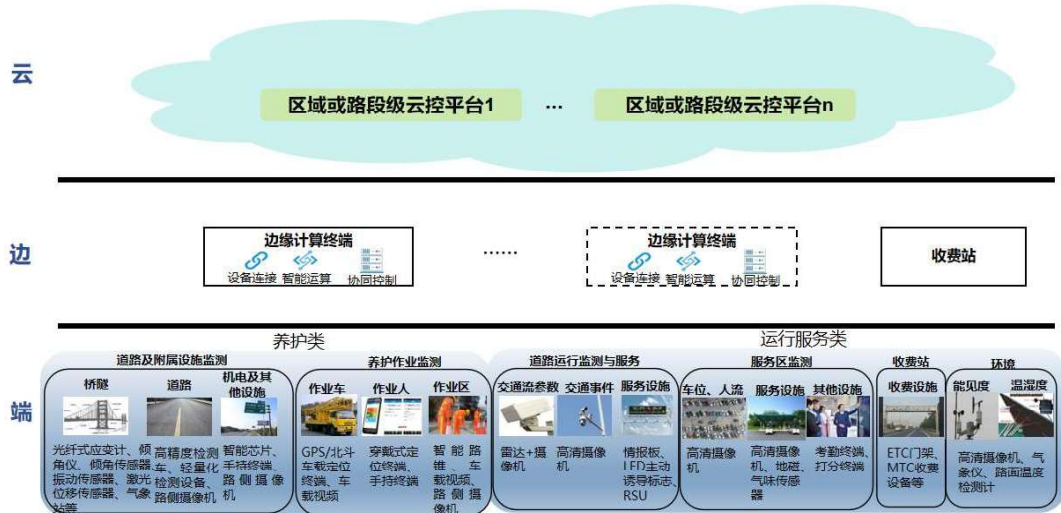 云
区域或路段级云控平台1
...
区域或路段级云控平台n
边
边缘计算终端
设备连接 智能运算 协同控制
......
边缘计算终端
设备连接 智能运算 协同控制
收费站
端
养护类
运行服务类
道路及附属设施监测
养护作业监测
道路运行监测与服务
服务区监测
收费站
环境
桥隧
光纤式应变计、倾
角仪、倾角传感器、
振动传感器、激光
位移传感器、气象
站等
道路
高精度检测
车、轻量化
检测设备、
路侧摄像机
机电及其
他设施
智能芯片、
手持终端、
路侧摄像
机
作业车
GPS/北斗
车载定位
终端、车
载视频
作业人
穿戴式定
位终端、
手持终端
作业区
智能路
锥、车
载视频、
路侧摄
像机
交通流参数
雷达+摄
像机
交通事件
高清摄像机
服务设施
情报板、
LED主动
诱导标志、
RSU
车位、人流
高清摄像
机
服务设施
高清摄像
机、地磁、
气味传感
器
其他设施
考勤终端、
打分终端
收费设施
ETC门架、
MTC收费
设备等
能见度
温湿度
高清摄像机、气
象仪、路面温度
检测计